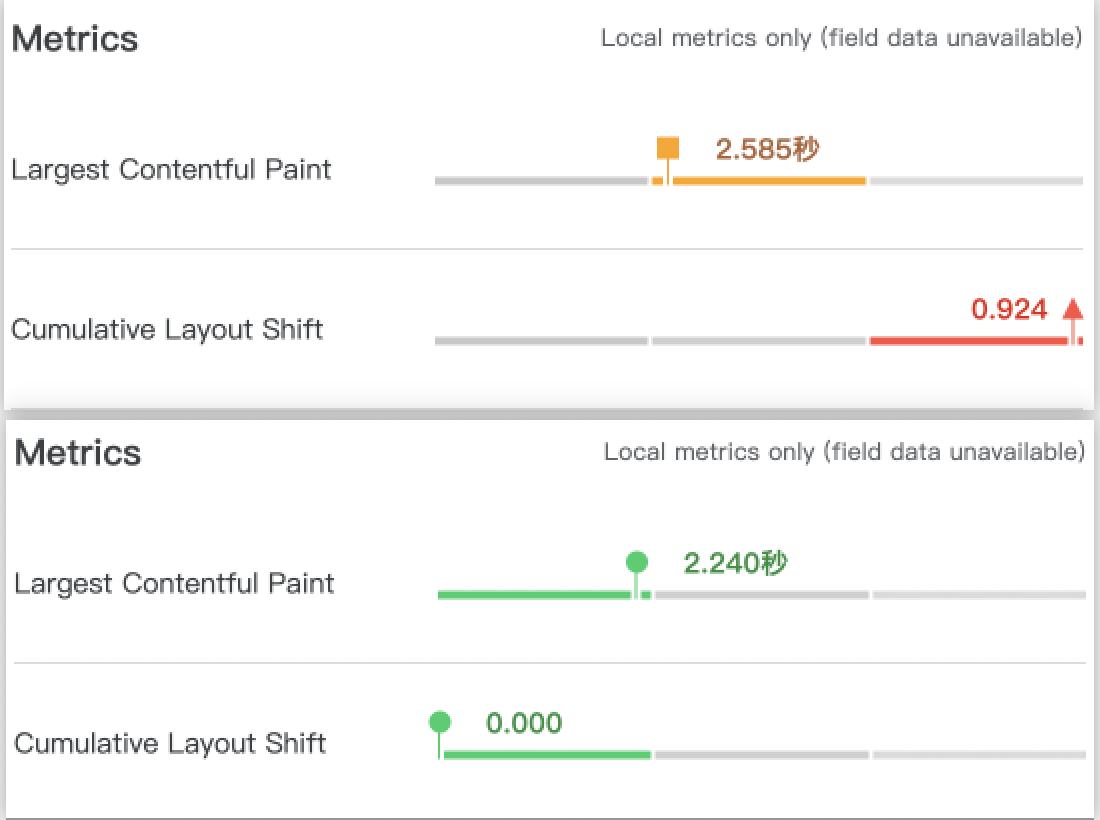 Metrics
Local metrics only (field data unavailable)
2.585秒
Largest Contentful Paint
0.924
Cumulative Layout Shift
Metrics
Local metrics only (field data unavailable)
2.240秒
Largest Contentful Paint
0.000
Cumulative Layout Shift